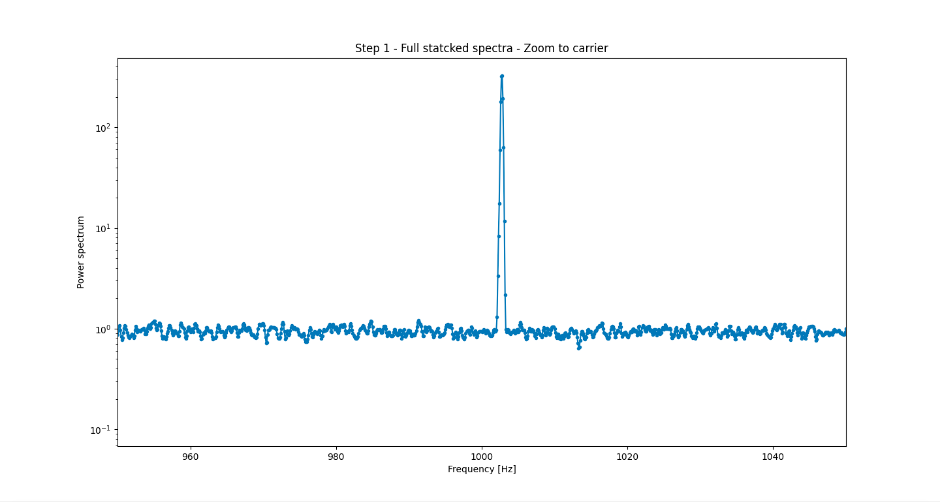 Step 1 - Full statcked spectra - Zoom to carrier
Power spectrum
10²
10¹
10⁰
10⁻¹
960 980 1000 1020 1040
Frequency [Hz]